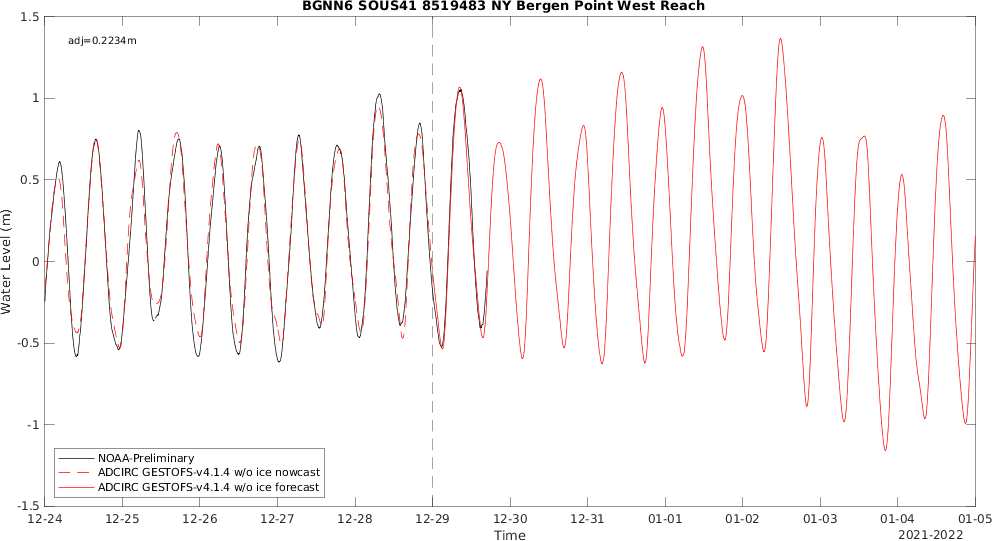 BGNN6 SOUS41 8519483 NY Bergen Point West Reach
adj=0.2234m
1.5
1
0.5
0
-0.5
-1
-1.5
Water Level (m)
NOAA-Preliminary
ADCIRC GESTOFS-v4.1.4 w/o ice nowcast
ADCIRC GESTOFS-v4.1.4 w/o ice forecast
12-24 12-25 12-26 12-27 12-28 12-29 12-30 12-31 01-01 01-02 01-03 01-04 01-05
Time
2021-2022